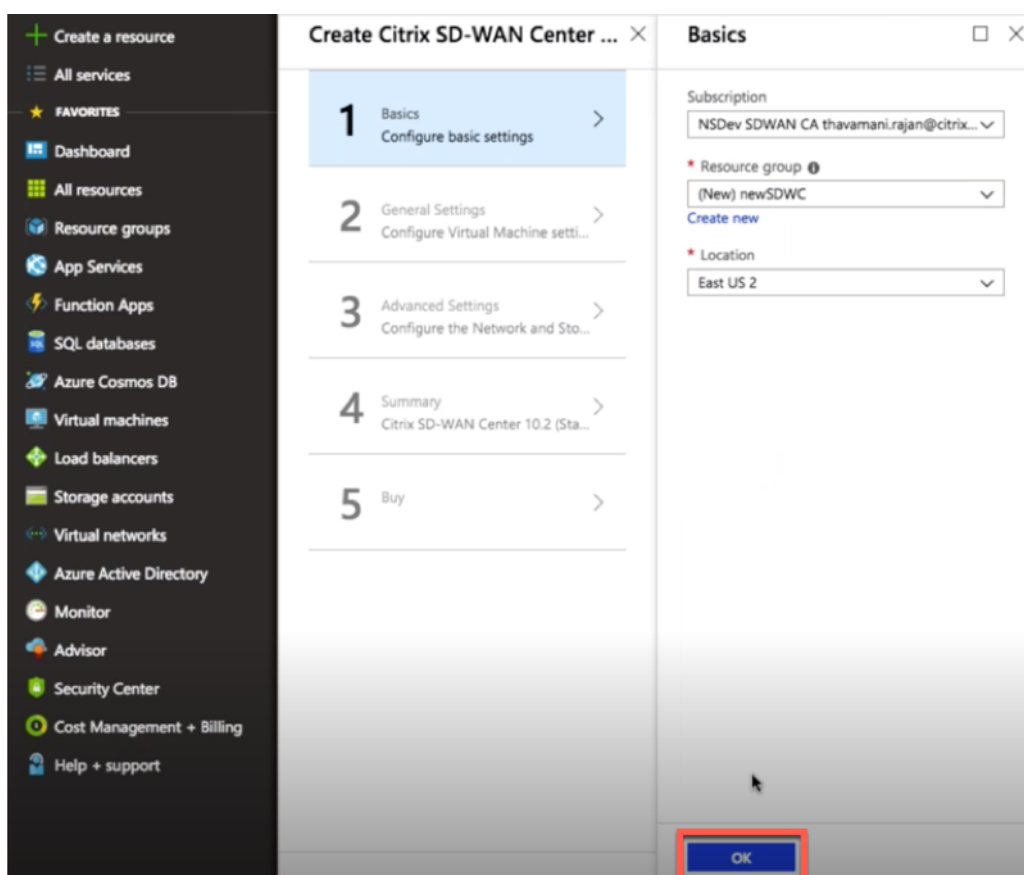 Create a resource
All services
FAVORITES
Dashboard
All resources
Resource groups
App Services
Function Apps
SQL databases
Azure Cosmos DB
Virtual machines
Load balancers
Storage accounts
Virtual networks
Azure Active Directory
Monitor
Advisor
Security Center
Cost Management + Billing
Help + support
Create Citrix SD-WAN Center ...
1
Basics
Configure basic settings
2
General Settings
Configure Virtual Machine setti...
3
Advanced Settings
Configure the Network and Sto...
4
Summary
Citrix SD-WAN Center 10.2 (Sta...
5
Buy
Basics
Subscription
NSDev SDWAN CA thavamani.rajan@citrix...
* Resource group
(New) newSDWC
Create new
* Location
East US 2
OK